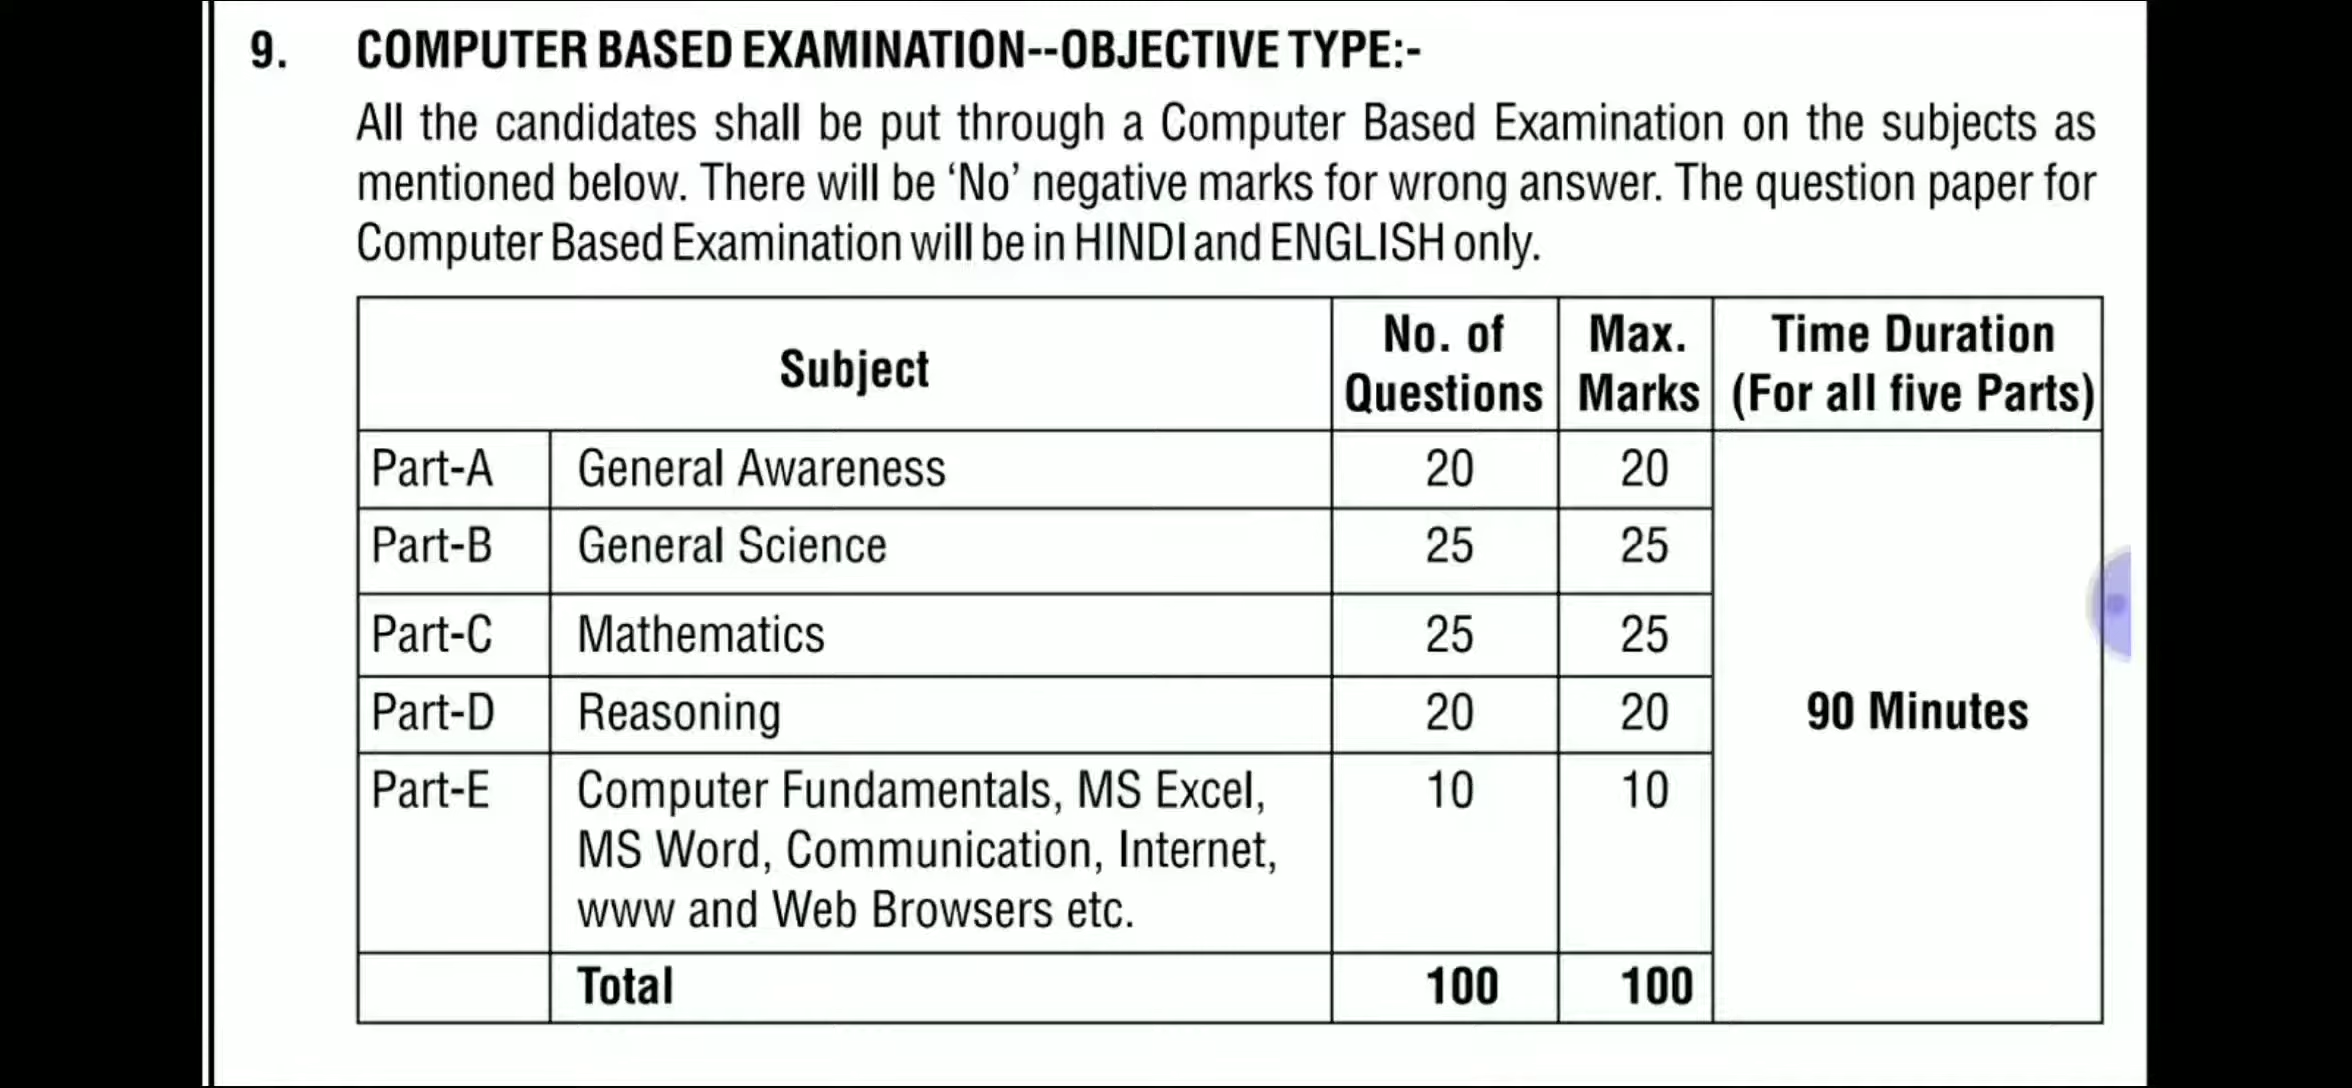 9. COMPUTER BASED EXAMINATION--OBJECTIVE TYPE:-
All the candidates shall be put through a Computer Based Examination on the subjects as
mentioned below. There will be ‘No’ negative marks for wrong answer. The question paper for
Computer Based Examination will be in HINDI and ENGLISH only.
Subject No. of Questions Max. Marks Time Duration (For all five Parts)
Part-A General Awareness 20 20
Part-B General Science 25 25
Part-C Mathematics 25 25
Part-D Reasoning 20 20 90 Minutes
Part-E Computer Fundamentals, MS Excel, 10 10
MS Word, Communication, Internet,
www and Web Browsers etc.
Total 100 100